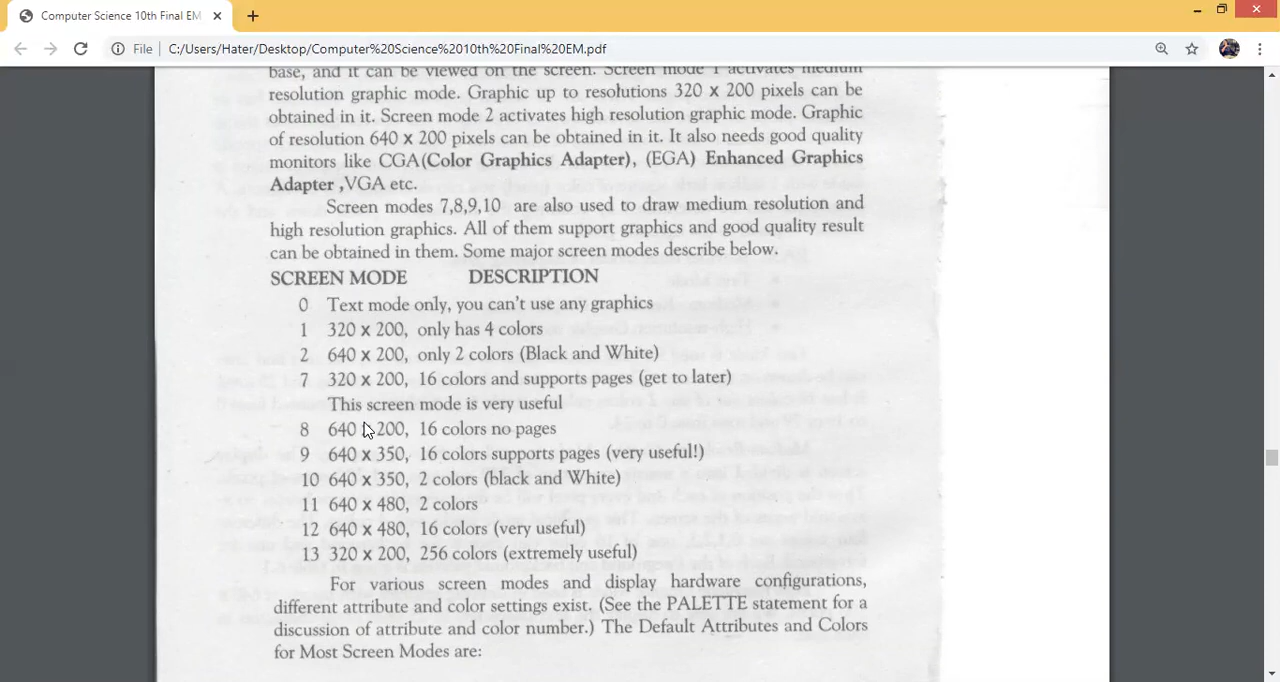 Computer Science 10th Final EM
File C:/Users/Hater/Desktop/Computer%20Science%2010th%20Final%20EM.pdf
base, and it can be viewed on the screen. Screen mode 1 activates medium
resolution graphic mode. Graphic up to resolutions 320 x 200 pixels can be
obtained in it. Screen mode 2 activates high resolution graphic mode. Graphic
of resolution 640 x 200 pixels can be obtained in it. It also needs good quality
monitors like CGA(Color Graphics Adapter), (EGA) Enhanced Graphics
Adapter ,VGA etc.
Screen modes 7,8,9,10 are also used to draw medium resolution and
high resolution graphics. All of them support graphics and good quality result
can be obtained in them. Some major screen modes describe below.
SCREEN MODE DESCRIPTION
0 Text mode only, you can't use any graphics
1 320 x 200, only has 4 colors
2 640 x 200, only 2 colors (Black and White)
7 320 x 200, 16 colors and supports pages (get to later)
This screen mode is very useful
8 640 x 200, 16 colors no pages
9 640 x 350, 16 colors supports pages (very useful!)
10 640 x 350, 2 colors (black and White)
11 640 x 480, 2 colors
12 640 x 480, 16 colors (very useful)
13 320 x 200, 256 colors (extremely useful)
For various screen modes and display hardware configurations,
different attribute and color settings exist. (See the PALETTE statement for a
discussion of attribute and color number.) The Default Attributes and Colors
for Most Screen Modes are: